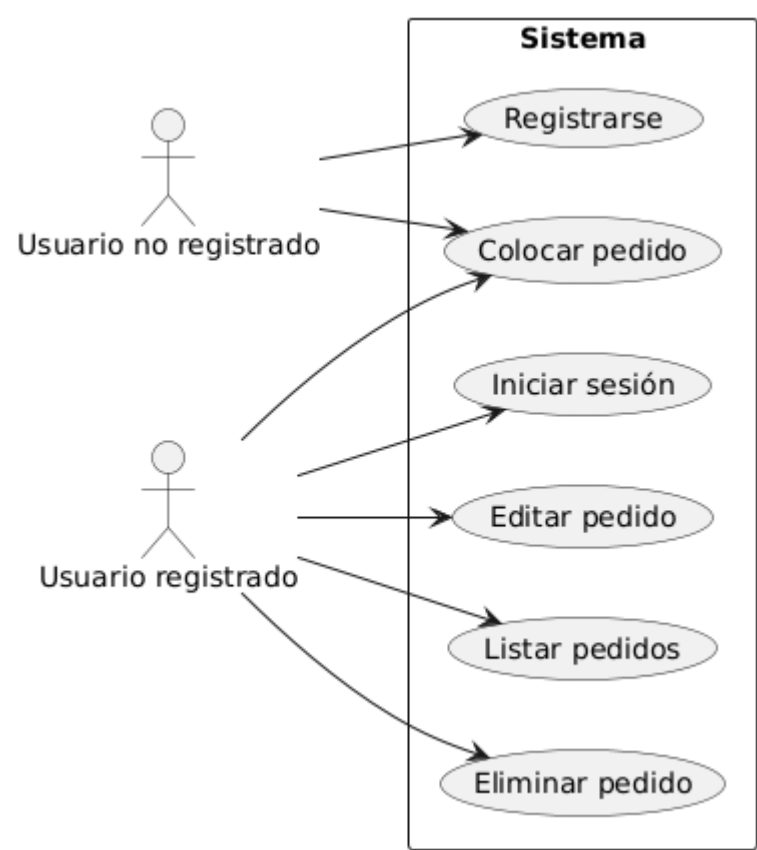 Sistema
Registrarse
Usuario no registrado
Colocar pedido
Iniciar sesión
Editar pedido
Usuario registrado
Listar pedidos
Eliminar pedido